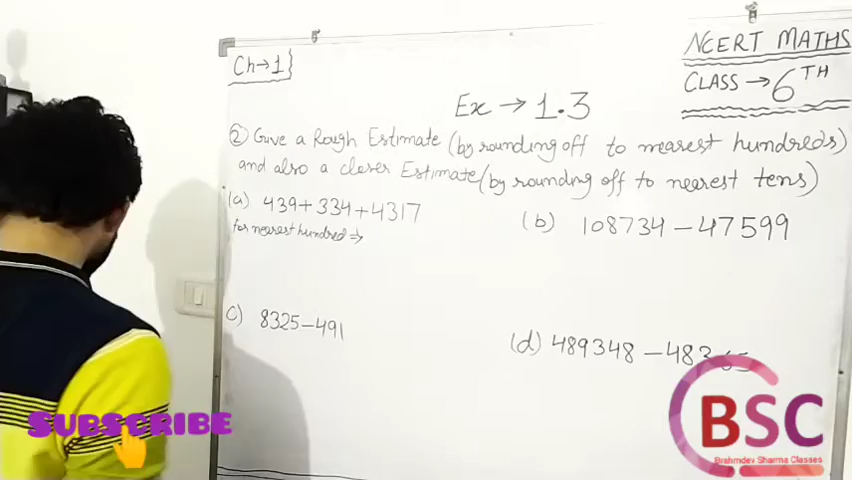 Ch→1}
NCERT MATHS
CLASS → 6TH
Ex → 1.3
② Give a Rough Estimate (by rounding off to nearest hundreds)
and also a closer Estimate (by rounding off to nearest tens)
(a) 439+334+4317
for nearest hundred ⇒
(b) 108734 – 47599
c) 8325–491
(d) 489348 – 48365
SUBSCRIBE
BSC
Brahmdev Sharma Classes